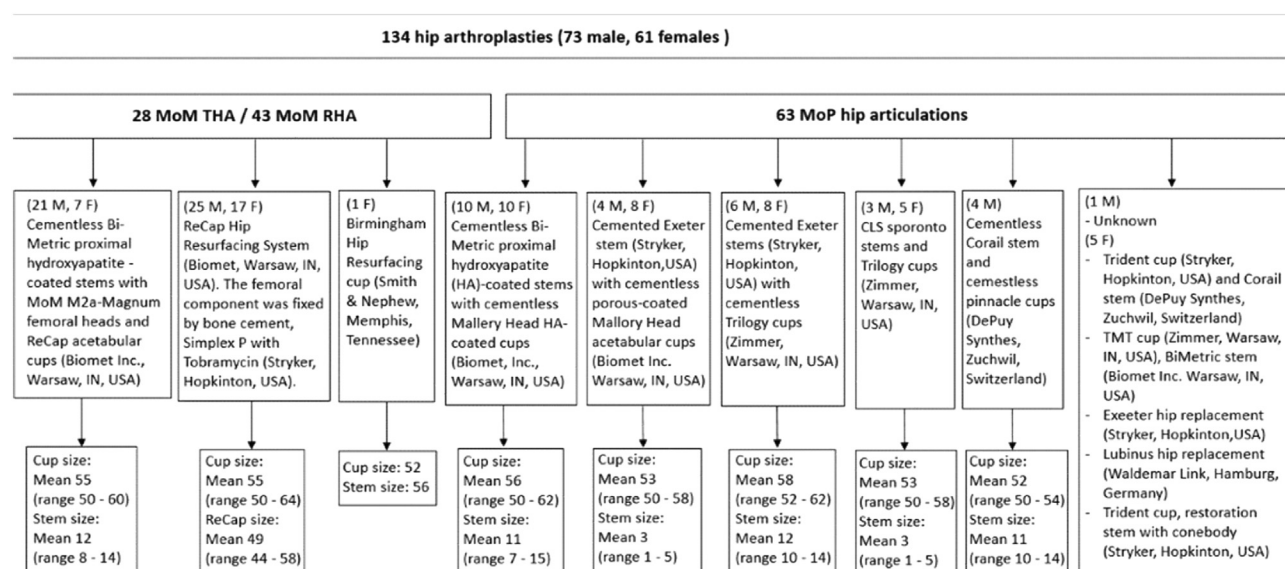 134 hip arthroplasties (73 male, 61 females )
28 MoM THA / 43 MoM RHA
63 MoP hip articulations
(21 M, 7 F)
Cementless Bi-
Metric proximal
hydroxyapatite -
coated stems with
MoM M2a-Magnum
femoral heads and
ReCap acetabular
cups (Biomet Inc.,
Warsaw, IN, USA)
(25 M, 17 F)
ReCap Hip
Resurfacing System
(Biomet, Warsaw, IN,
USA). The femoral
component was fixed
by bone cement,
Simplex P with
Tobramycin (Stryker,
Hopkinton, USA).
(1 F)
Birmingham
Hip
Resurfacing
cup (Smith
& Nephew,
Memphis,
Tennessee)
(10 M, 10 F)
Cementless Bi-
Metric proximal
hydroxyapatite
(HA)-coated stems
with cementless
Mallery Head HA-
coated cups
(Biomet, Inc.,
Warsaw, IN, USA)
(4 M, 8 F)
Cemented Exeter
stem (Stryker,
Hopkinton,USA)
with cementless
porous-coated
Mallory Head
acetabular cups
(Biomet Inc.
Warsaw, IN, USA)
(6 M, 8 F)
Cemented Exeter
stems (Stryker,
Hopkinton,
USA) with
cementless
Trilogy cups
(Zimmer,
Warsaw, IN, USA)
(3 M, 5 F)
CLS sporonto
stems and
Trilogy cups
(Zimmer,
Warsaw, IN,
USA)
(4 M)
Cementless
Corail stem
and
cemestless
pinnacle cups
(DePuy
Synthes,
Zuchwil,
Switzerland)
(1 M)
- Unknown
(5 F)
- Trident cup (Stryker,
Hopkinton, USA) and Corail
stem (DePuy Synthes,
Zuchwil, Switzerland)
- TMT cup (Zimmer, Warsaw,
IN, USA), BiMetric stem
(Biomet Inc. Warsaw, IN,
USA)
- Exeeter hip replacement
(Stryker, Hopkinton,USA)
- Lubinus hip replacement
(Waldemar Link, Hamburg,
Germany)
- Trident cup, restoration
stem with conebody
(Stryker, Hopkinton, USA)
Cup size:
Mean 55
(range 50 - 60)
Stem size:
Mean 12
(range 8 - 14)
Cup size:
Mean 55
(range 50 - 64)
ReCap size:
Mean 49
(range 44 - 58)
Cup size: 52
Stem size: 56
Cup size:
Mean 56
(range 50 - 62)
Stem size:
Mean 11
(range 7 - 15)
Cup size:
Mean 53
(range 50 - 58)
Stem size:
Mean 3
(range 1 - 5)
Cup size:
Mean 58
(range 52 - 62)
Stem size:
Mean 12
(range 10 - 14)
Cup size:
Mean 53
(range 50 - 58)
Stem size:
Mean 3
(range 1 - 5)
Cup size:
Mean 52
(range 50 - 54)
Stem size:
Mean 11
(range 10 - 14)